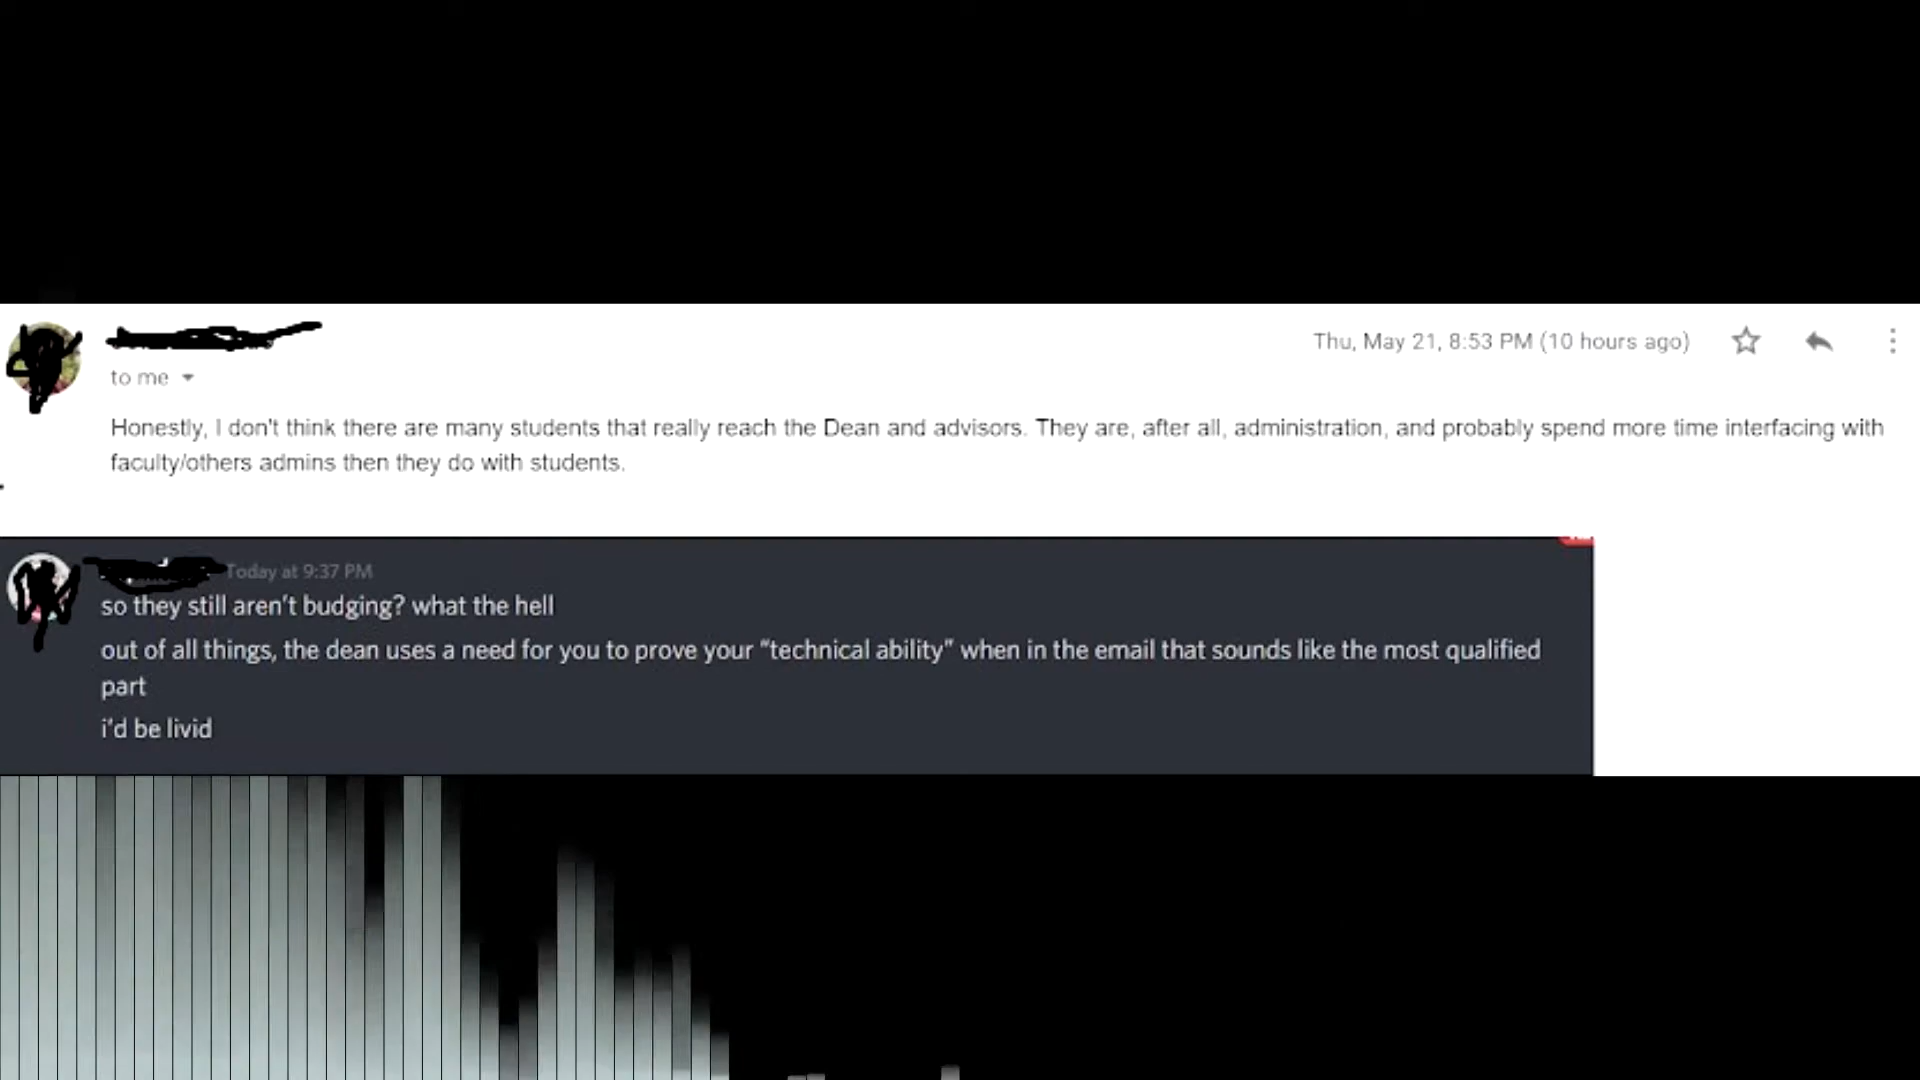 Thu, May 21, 8:53 PM (10 hours ago)
to me
Honestly, I don't think there are many students that really reach the Dean and advisors. They are, after all, administration, and probably spend more time interfacing with
faculty/others admins then they do with students.
Today at 9:37 PM
so they still aren't budging? what the hell
out of all things, the dean uses a need for you to prove your “technical ability” when in the email that sounds like the most qualified
part
i'd be livid